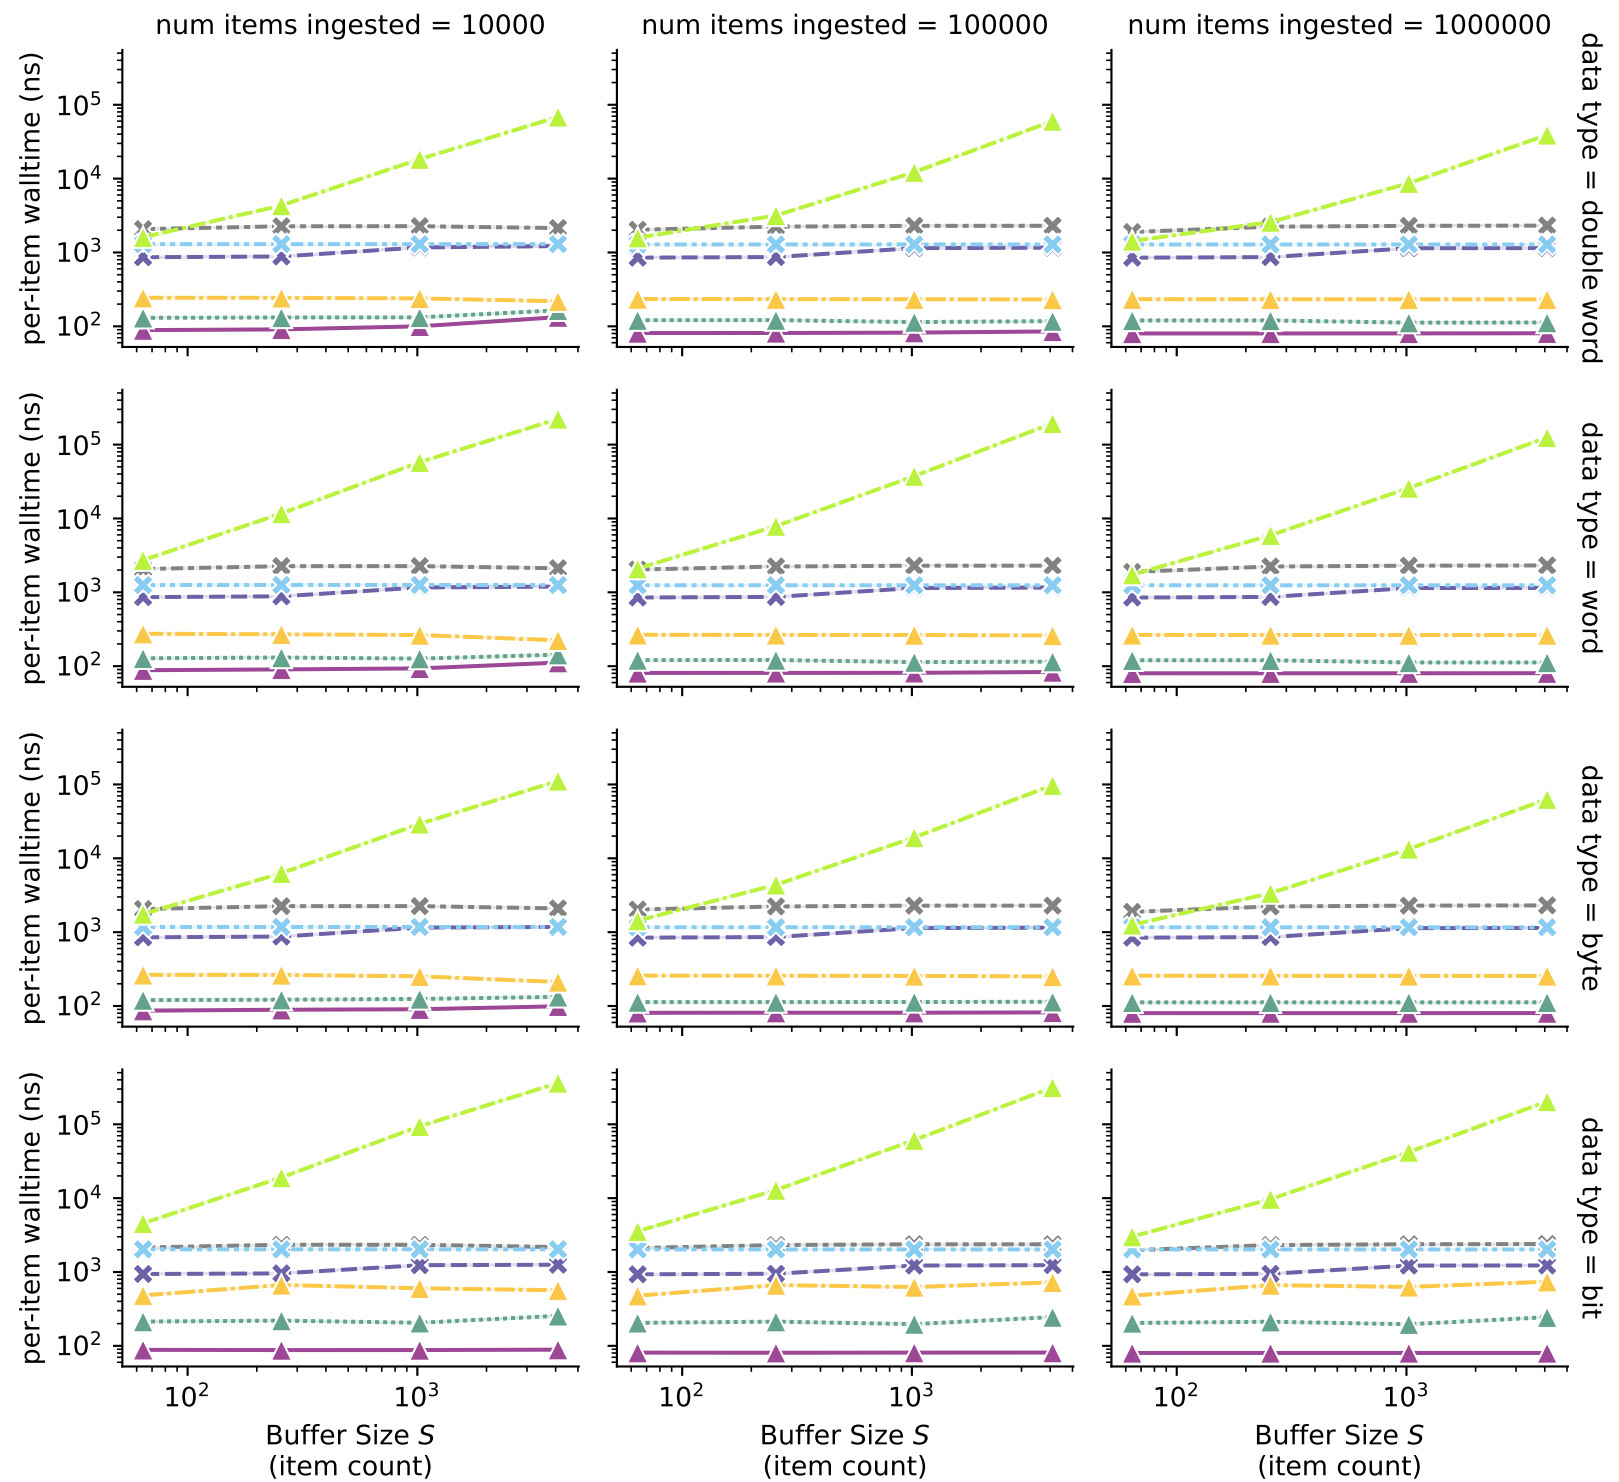 num items ingested = 10000
num items ingested = 100000
num items ingested = 1000000
per-item walltime (ns)
10^5
10^4
10^3
10^2
data type = double word
per-item walltime (ns)
10^5
10^4
10^3
10^2
data type = word
per-item walltime (ns)
10^5
10^4
10^3
10^2
data type = byte
per-item walltime (ns)
10^5
10^4
10^3
10^2
data type = bit
10^2
10^3
10^2
10^3
10^2
10^3
Buffer Size S
(item count)
Buffer Size S
(item count)
Buffer Size S
(item count)